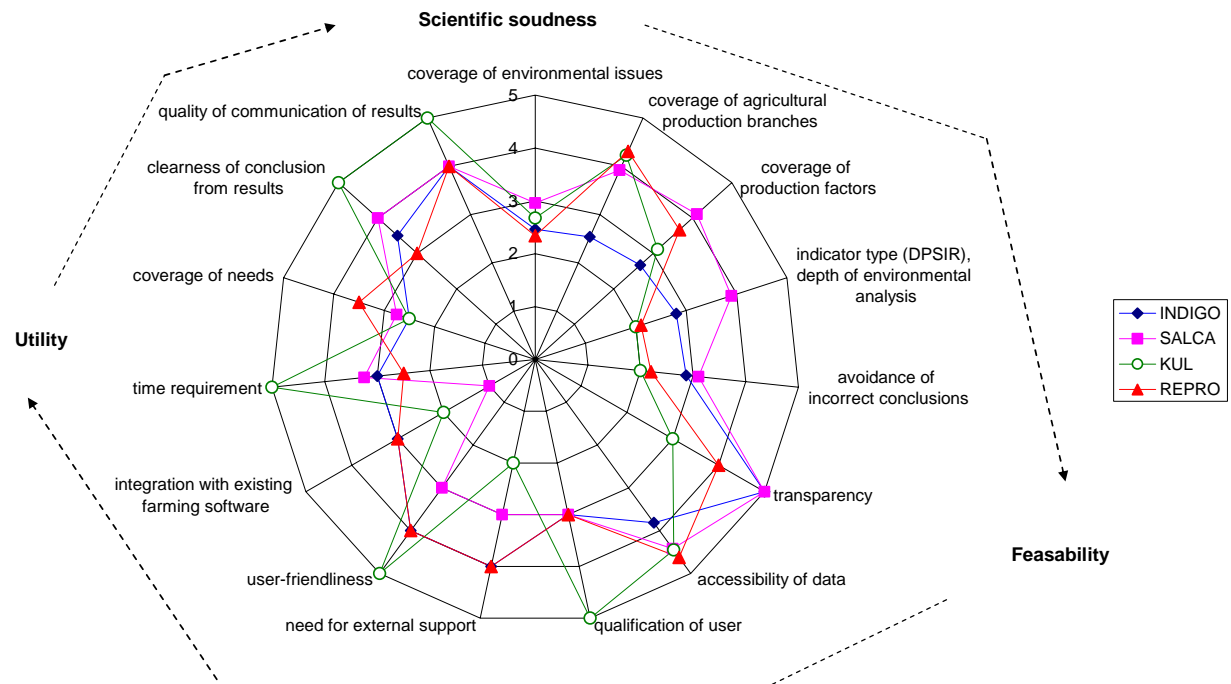 Scientific soudness
coverage of environmental issues
coverage of agricultural
production branches
coverage of
production factors
indicator type (DPSIR),
depth of environmental
analysis
avoidance of
incorrect conclusions
transparency
Feasability
accessibility of data
qualification of user
need for external support
user-friendliness
integration with existing
farming software
time requirement
Utility
coverage of needs
clearness of conclusion
from results
quality of communication of results
5
4
3
2
1
0
INDIGO
SALCA
KUL
REPRO